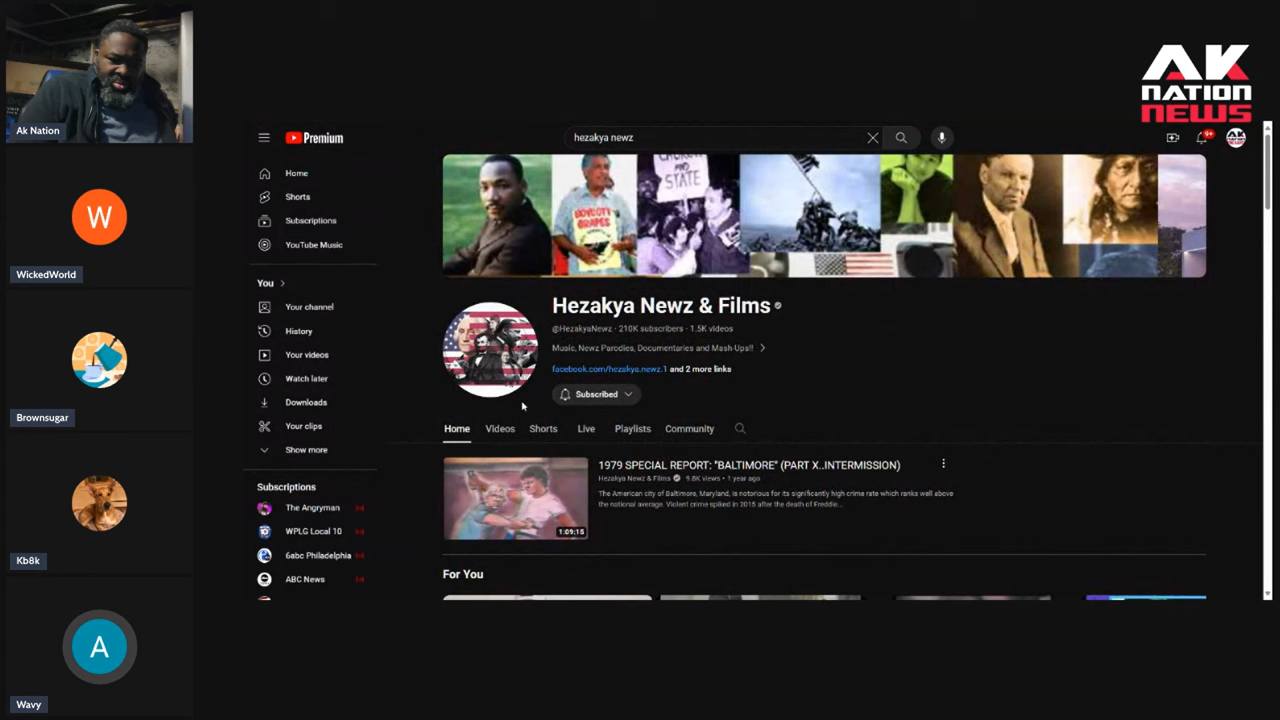 Ak Nation
W
WickedWorld
Brownsugar
Kb8k
A
Wavy
AK
NATION
NEWS
Premium
hezakya newz
9+
Home
Shorts
Subscriptions
YouTube Music
You
Your channel
History
Your videos
Watch later
Downloads
Your clips
Show more
Subscriptions
The Angryman
WPLG Local 10
6abc Philadelphia
ABC News
CHURCH
AND
STATE
BOYCOTT
GRAPES
Hezakya Newz & Films
@HezakyaNewz · 210K subscribers · 1.5K videos
Music, Newz Parodies, Documentaries and Mash-Ups!!
facebook.com/hezakya.newz.1 and 2 more links
Subscribed
Home Videos Shorts Live Playlists Community
1:09:15
1979 SPECIAL REPORT: "BALTIMORE" (PART X..INTERMISSION)
Hezakya Newz & Films 9.8K views • 1 year ago
The American city of Baltimore, Maryland, is notorious for its significantly high crime rate which ranks well above
the national average. Violent crime spiked in 2015 after the death of Freddie...
For You